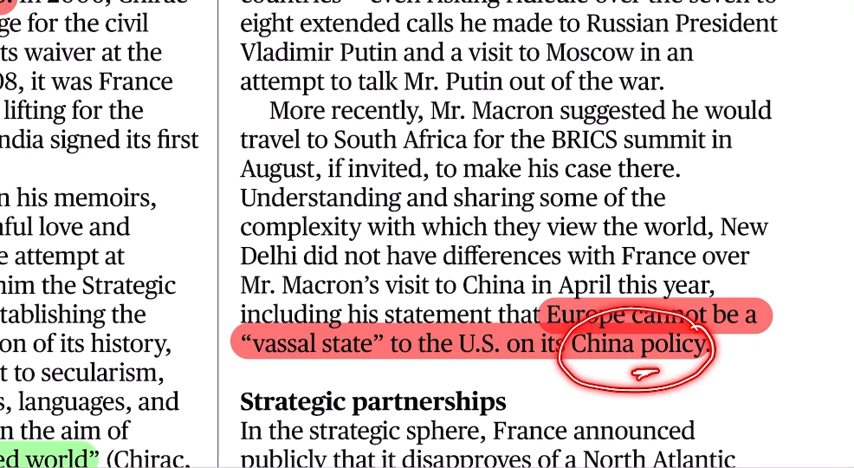 s. In 2000, Chirac
ge for the civil
ts waiver at the
08, it was France
lifting for the
ndia signed its first
n his memoirs,
nful love and
e attempt at
him the Strategic
tablishing the
on of its history,
t to secularism,
s, languages, and
n the aim of
ed world” (Chirac,
eight extended calls he made to Russian President
Vladimir Putin and a visit to Moscow in an
attempt to talk Mr. Putin out of the war.
More recently, Mr. Macron suggested he would
travel to South Africa for the BRICS summit in
August, if invited, to make his case there.
Understanding and sharing some of the
complexity with which they view the world, New
Delhi did not have differences with France over
Mr. Macron’s visit to China in April this year,
including his statement that Europe cannot be a
“vassal state” to the U.S. on its China policy.
Strategic partnerships
In the strategic sphere, France announced
publicly that it disapproves of a North Atlantic